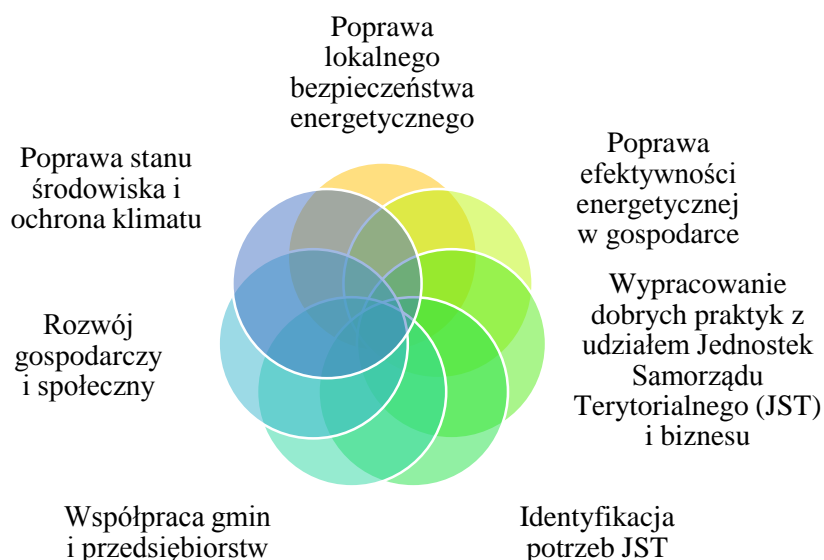 Poprawa
lokalnego
bezpieczeństwa
energetycznego
Poprawa
efektywności
energetycznej
w gospodarce
Wypracowanie
dobrych praktyk z
udziałem Jednostek
Samorządu
Terytorialnego (JST)
i biznesu
Identyfikacja
potrzeb JST
Współpraca gmin
i przedsiębiorstw
Rozwój
gospodarczy
i społeczny
Poprawa stanu
środowiska i
ochrona klimatu